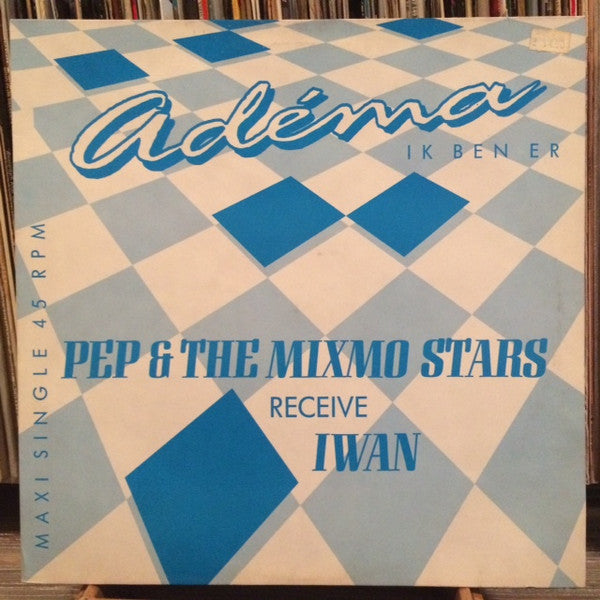 adéma
IK BEN ER
MAXI SINGLE 45 RPM
PEP & THE MIXMO STARS
RECEIVE
IWAN